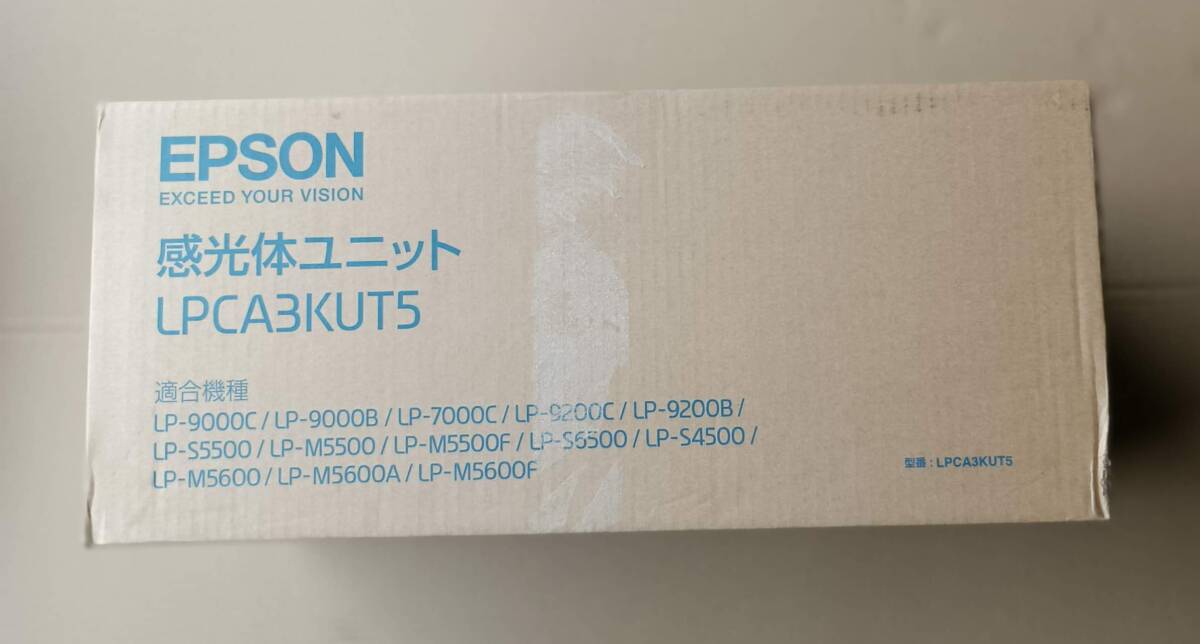 EPSON
EXCEED YOUR VISION
感光体ユニット
LPCA3KUT5
適合機種
LP-9000C / LP-9000B / LP-7000C / LP-9200C / LP-9200B /
LP-S5500 / LP-M5500 / LP-M5500F / LP-S6500 / LP-S4500 /
LP-M5600 / LP-M5600A / LP-M5600F
型番 : LPCA3KUT5